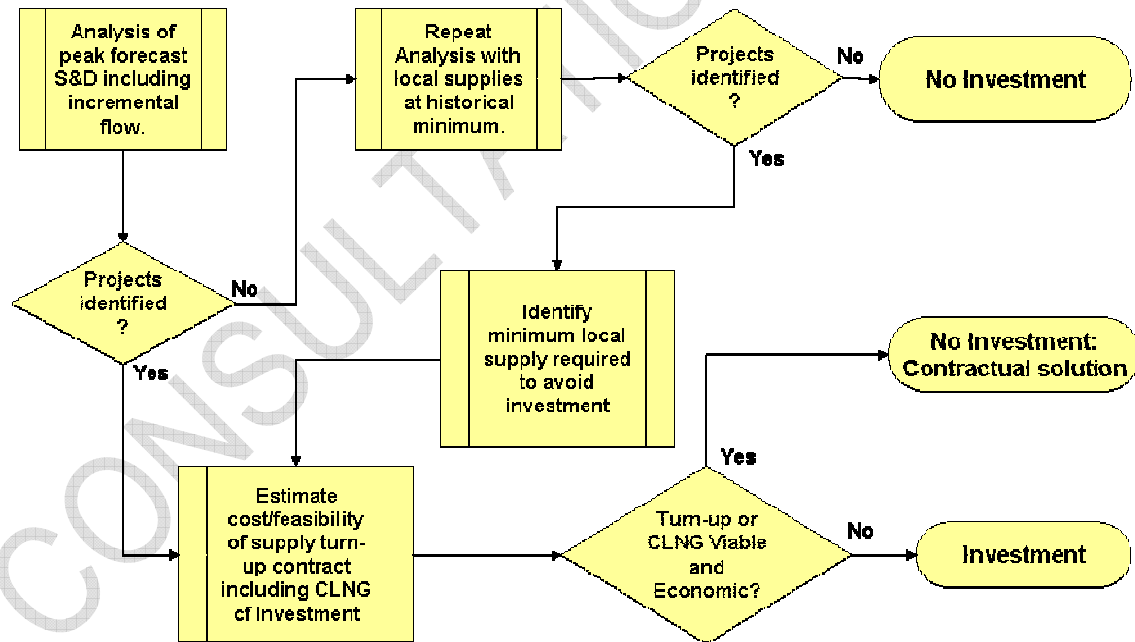 Analysis of
peak forecast
S&D including
incremental
flow.
Repeat
Analysis with
local supplies
at historical
minimum.
Projects
identified
?
No
No Investment
Yes
Projects
identified
?
No
Yes
Identify
minimum local
supply required
to avoid
investment
No Investment:
Contractual solution
Yes
Estimate
cost/feasibility
of supply turn-
up contract
including CLNG
cf Investment
Turn-up or
CLNG Viable
and
Economic?
No
Investment